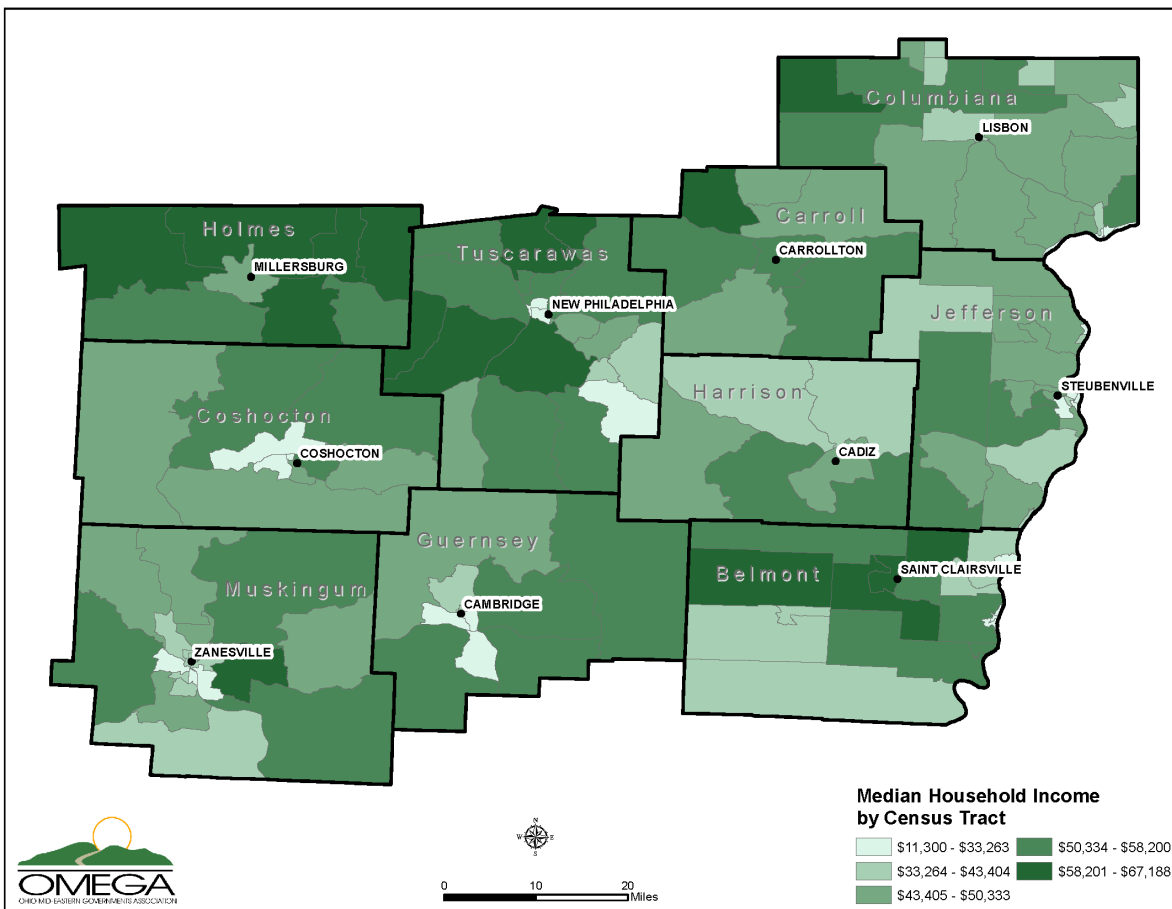 Columbiana
LISBON
Carroll
CARROLLTON
Holmes
MILLERSBURG
Tuscarawas
NEW PHILADELPHIA
Jefferson
STEUBENVILLE
Harrison
CADIZ
Coshocton
COSHOCTON
Guernsey
CAMBRIDGE
Belmont
SAINT CLAIRSVILLE
Muskingum
ZANESVILLE
Median Household Income
by Census Tract
$11,300 - $33,263
$33,264 - $43,404
$43,405 - $50,333
$50,334 - $58,200
$58,201 - $67,188
N
W E
S
0 10 20
Miles
OMEGA
OHIO MID-EASTERN GOVERNMENTS ASSOCIATION